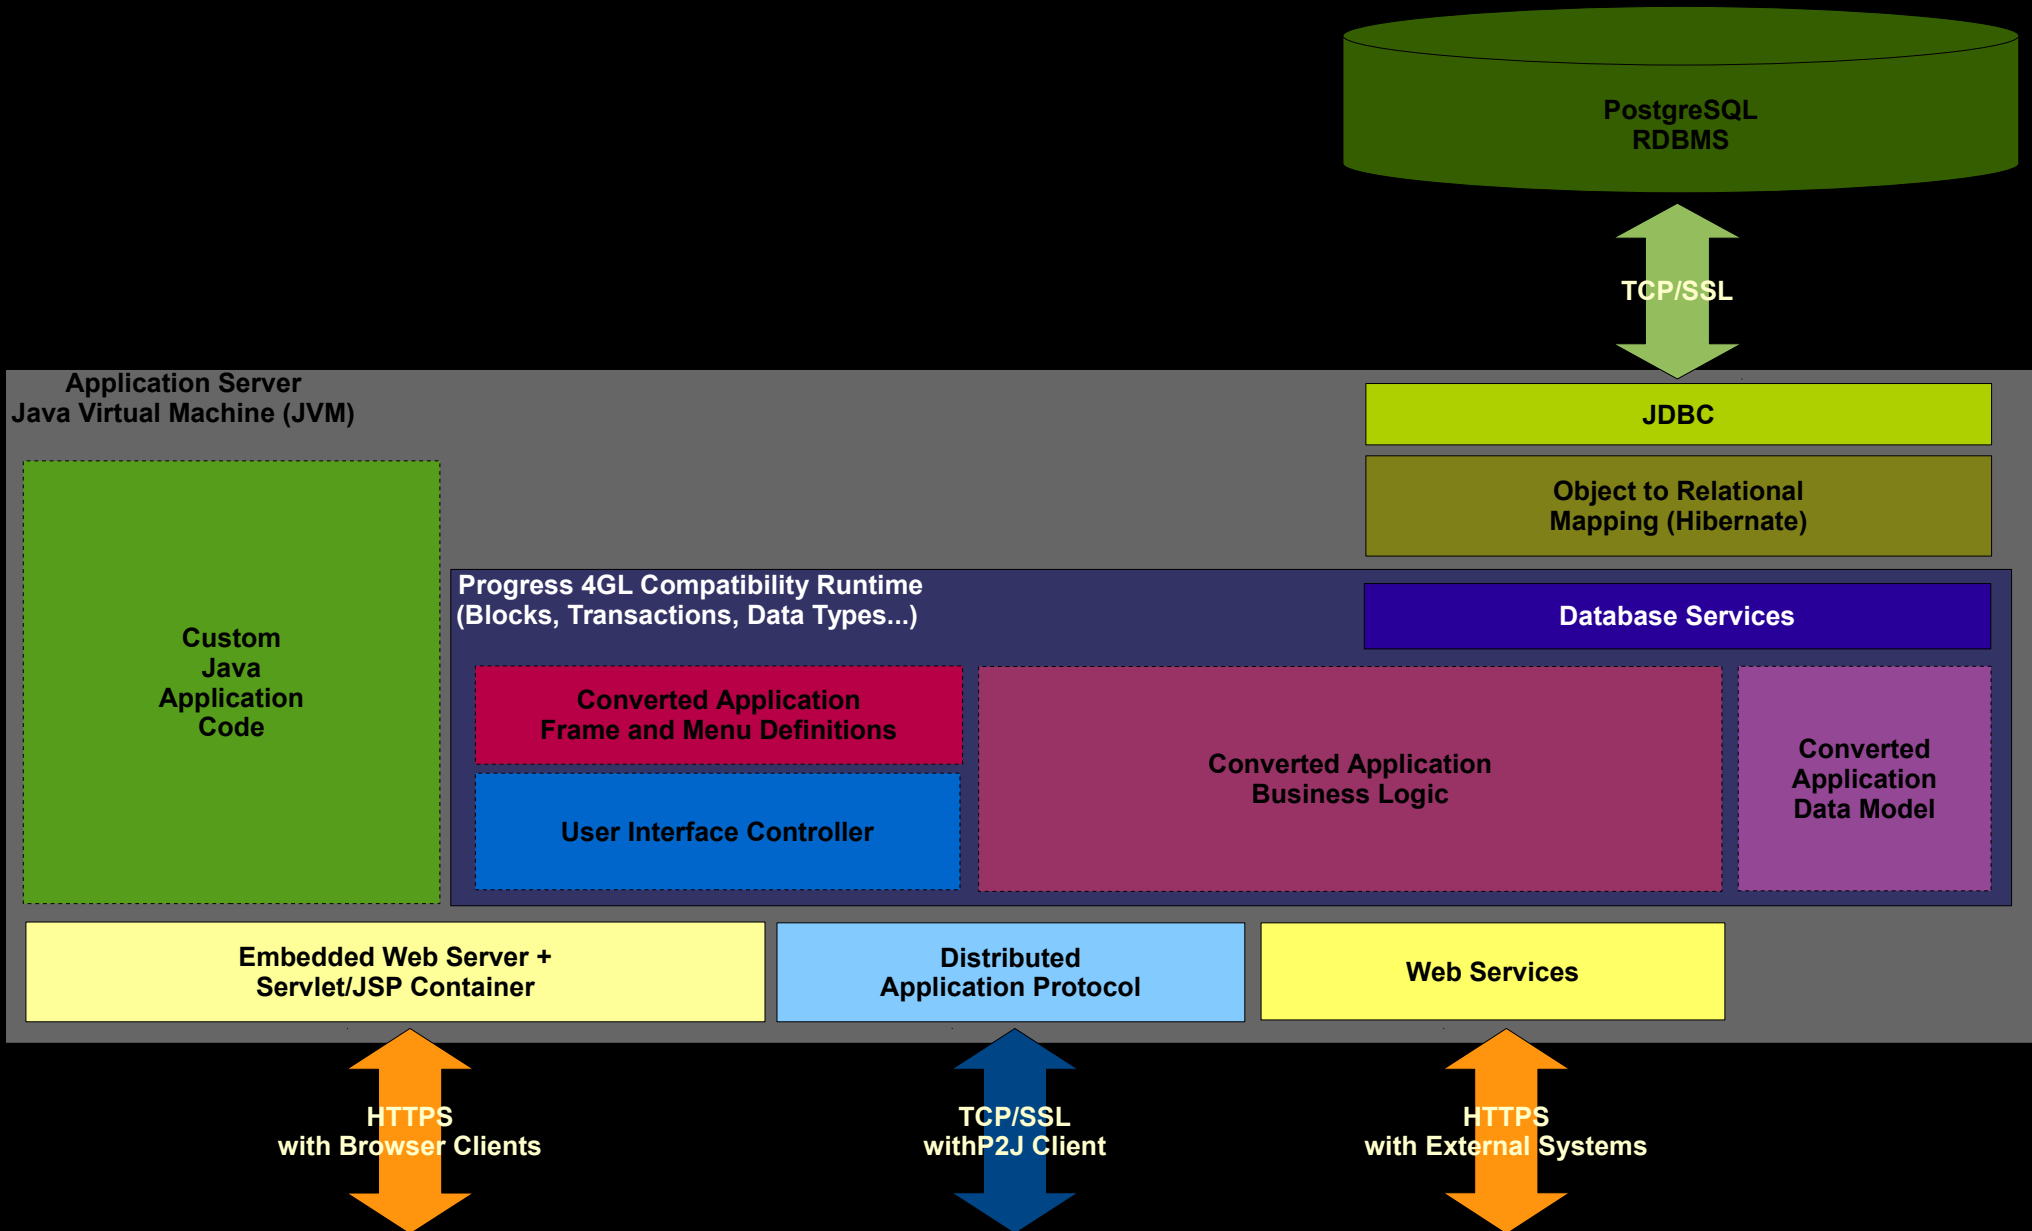 PostgreSQL
RDBMS
TCP/SSL
Application Server
Java Virtual Machine (JVM)
JDBC
Object to Relational
Mapping (Hibernate)
Custom
Java
Application
Code
Progress 4GL Compatibility Runtime
(Blocks, Transactions, Data Types...)
Database Services
Converted Application
Frame and Menu Definitions
User Interface Controller
Converted Application
Business Logic
Converted
Application
Data Model
Embedded Web Server +
Servlet/JSP Container
Distributed
Application Protocol
Web Services
HTTPS
with Browser Clients
TCP/SSL
withP2J Client
HTTPS
with External Systems